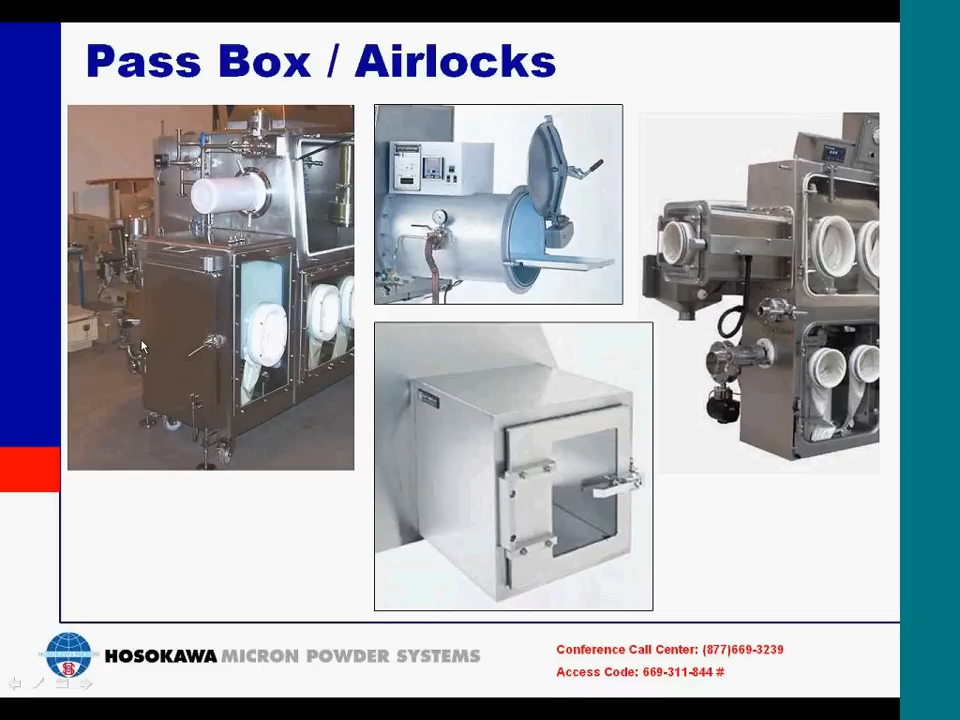 Pass Box / Airlocks
HOSOKAWA MICRON POWDER SYSTEMS
Conference Call Center: (877)669-3239
Access Code: 669-311-844 #